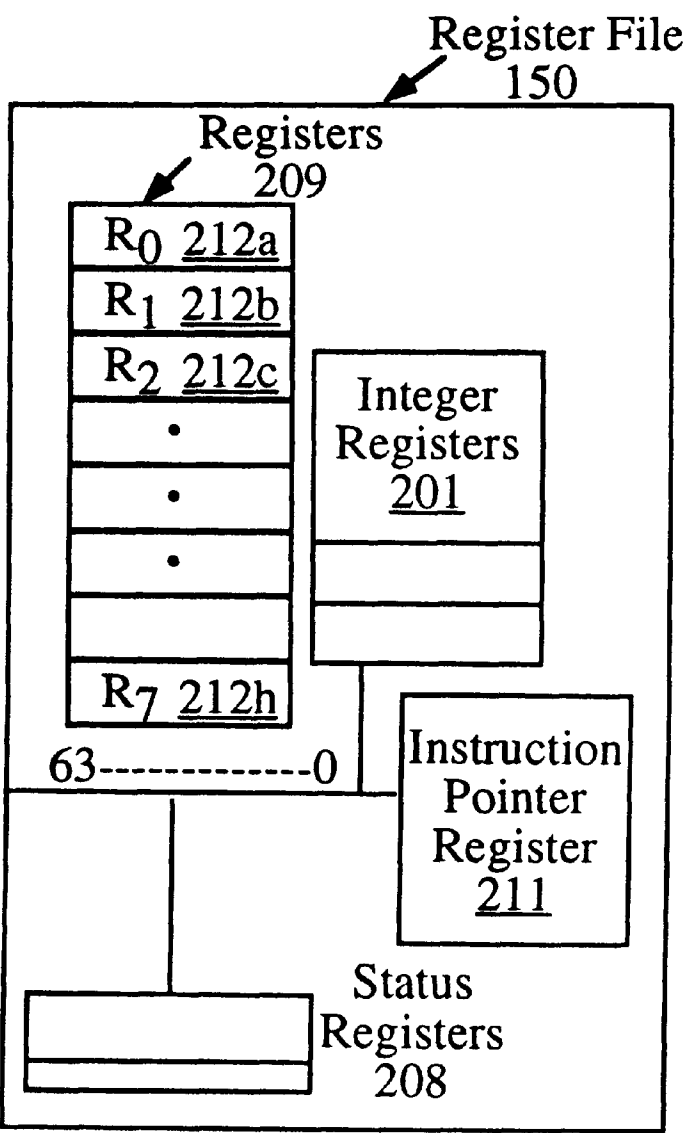 Register File
150
Registers
209
R0 212a
R1 212b
R2 212c
•
•
•
R7 212h
63-------------0
Integer
Registers
201
Instruction
Pointer
Register
211
Status
Registers
208